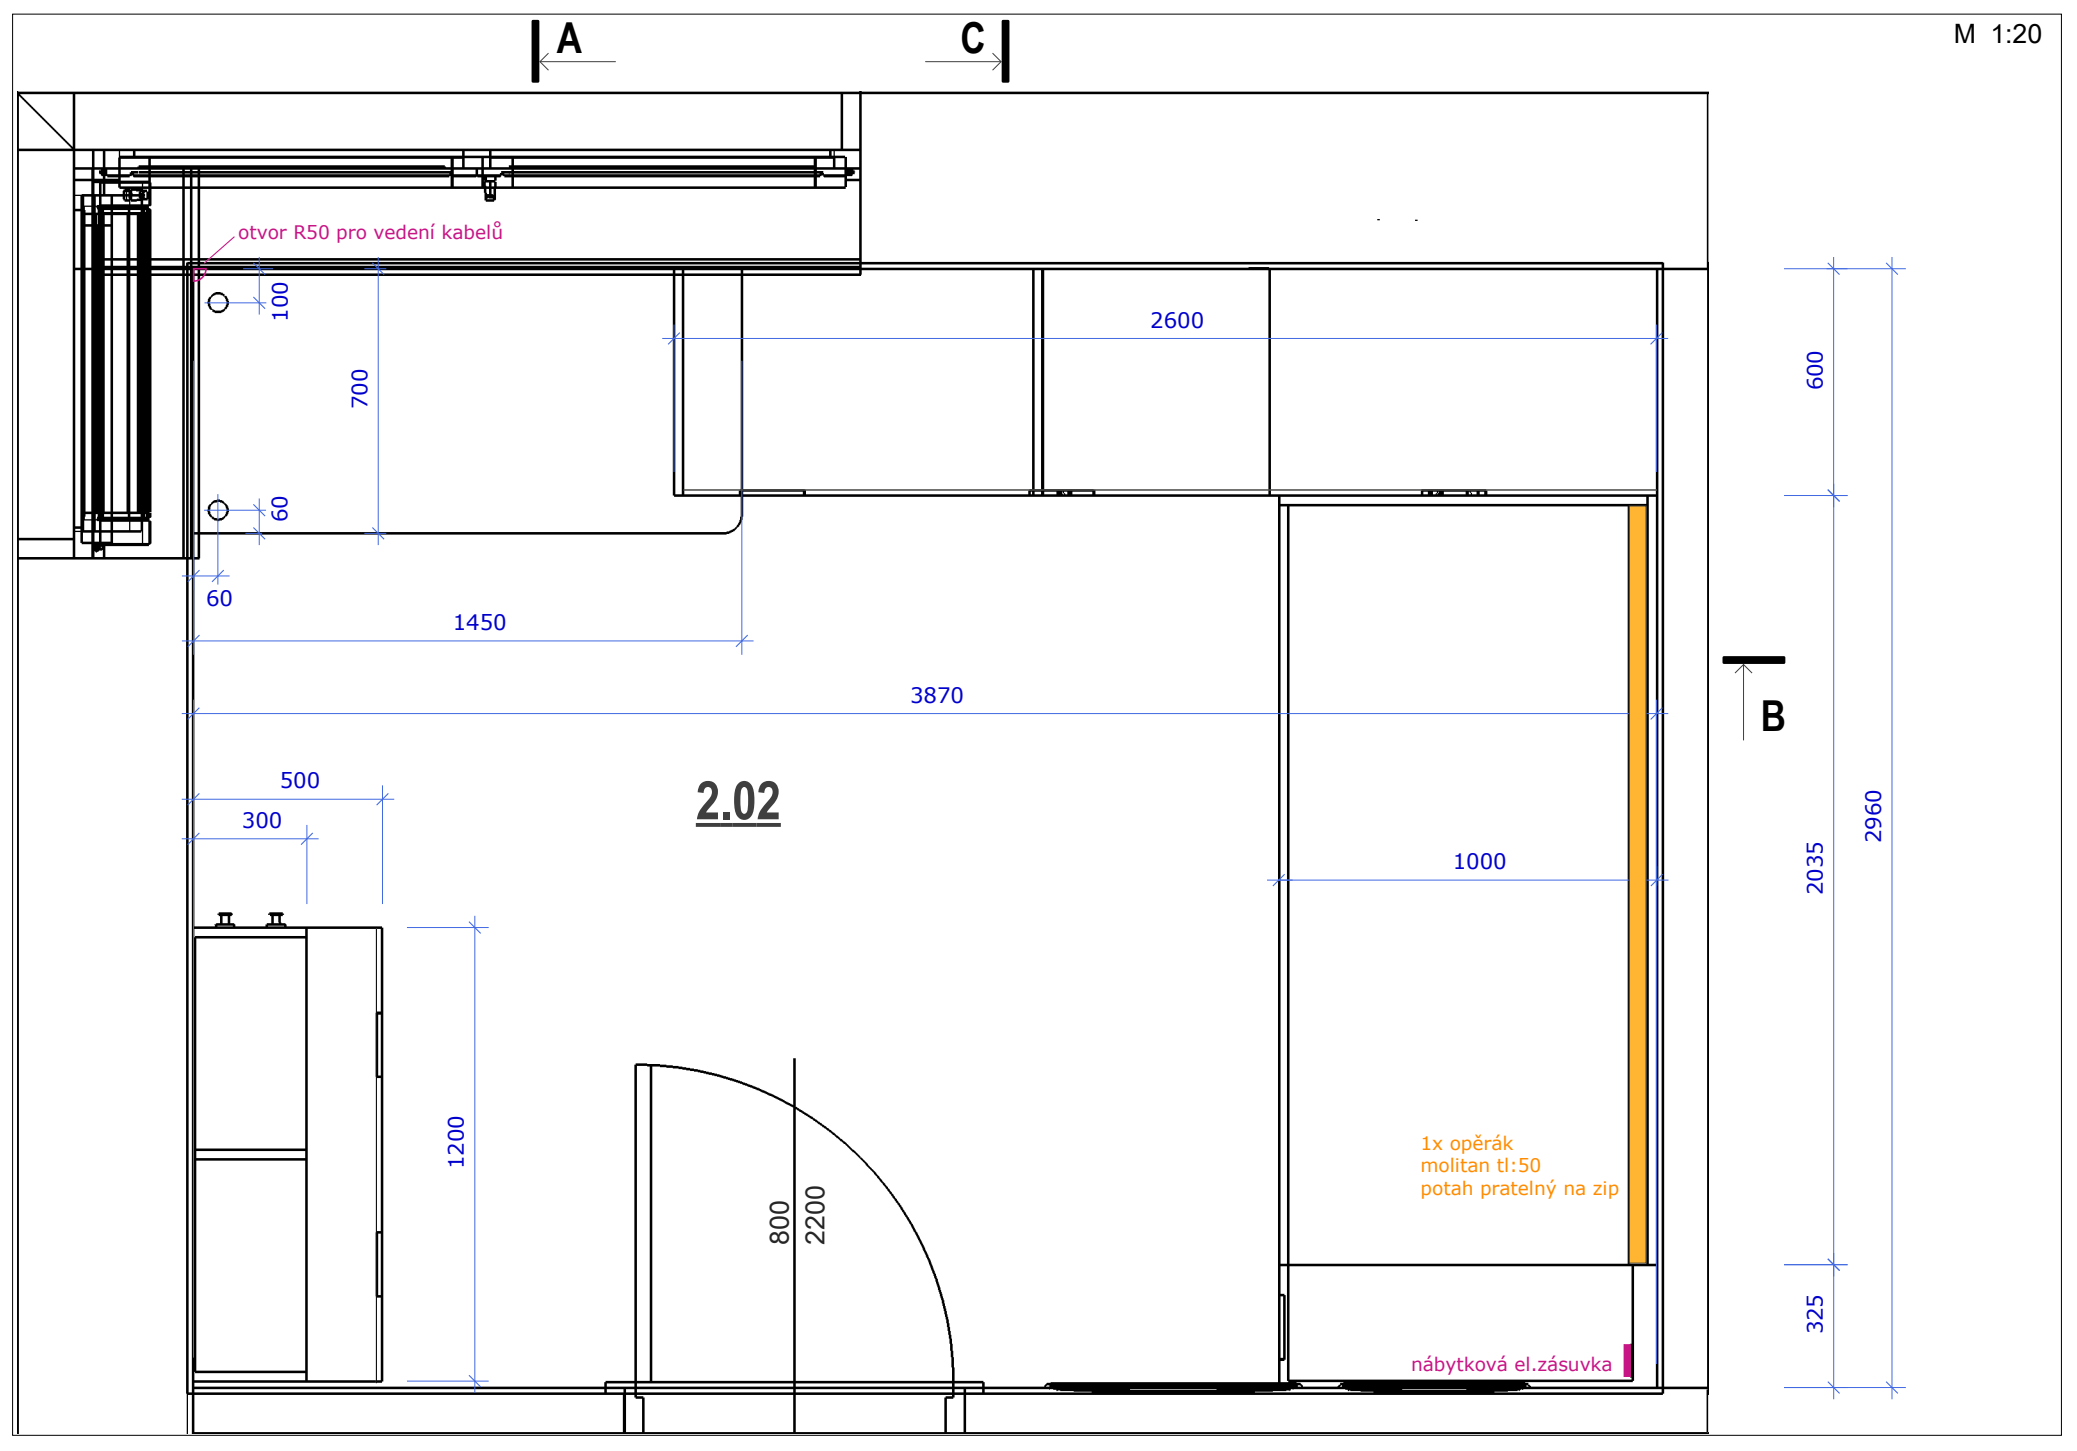 A
C
M 1:20
otvor R50 pro vedení kabelů
100
2600
600
700
60
60
1450
3870
B
500
2.02
300
2960
1000
2035
1200
1x opěrák
molitan tl:50
potah pratelný na zip
800
2200
325
nábytková el.zásuvka